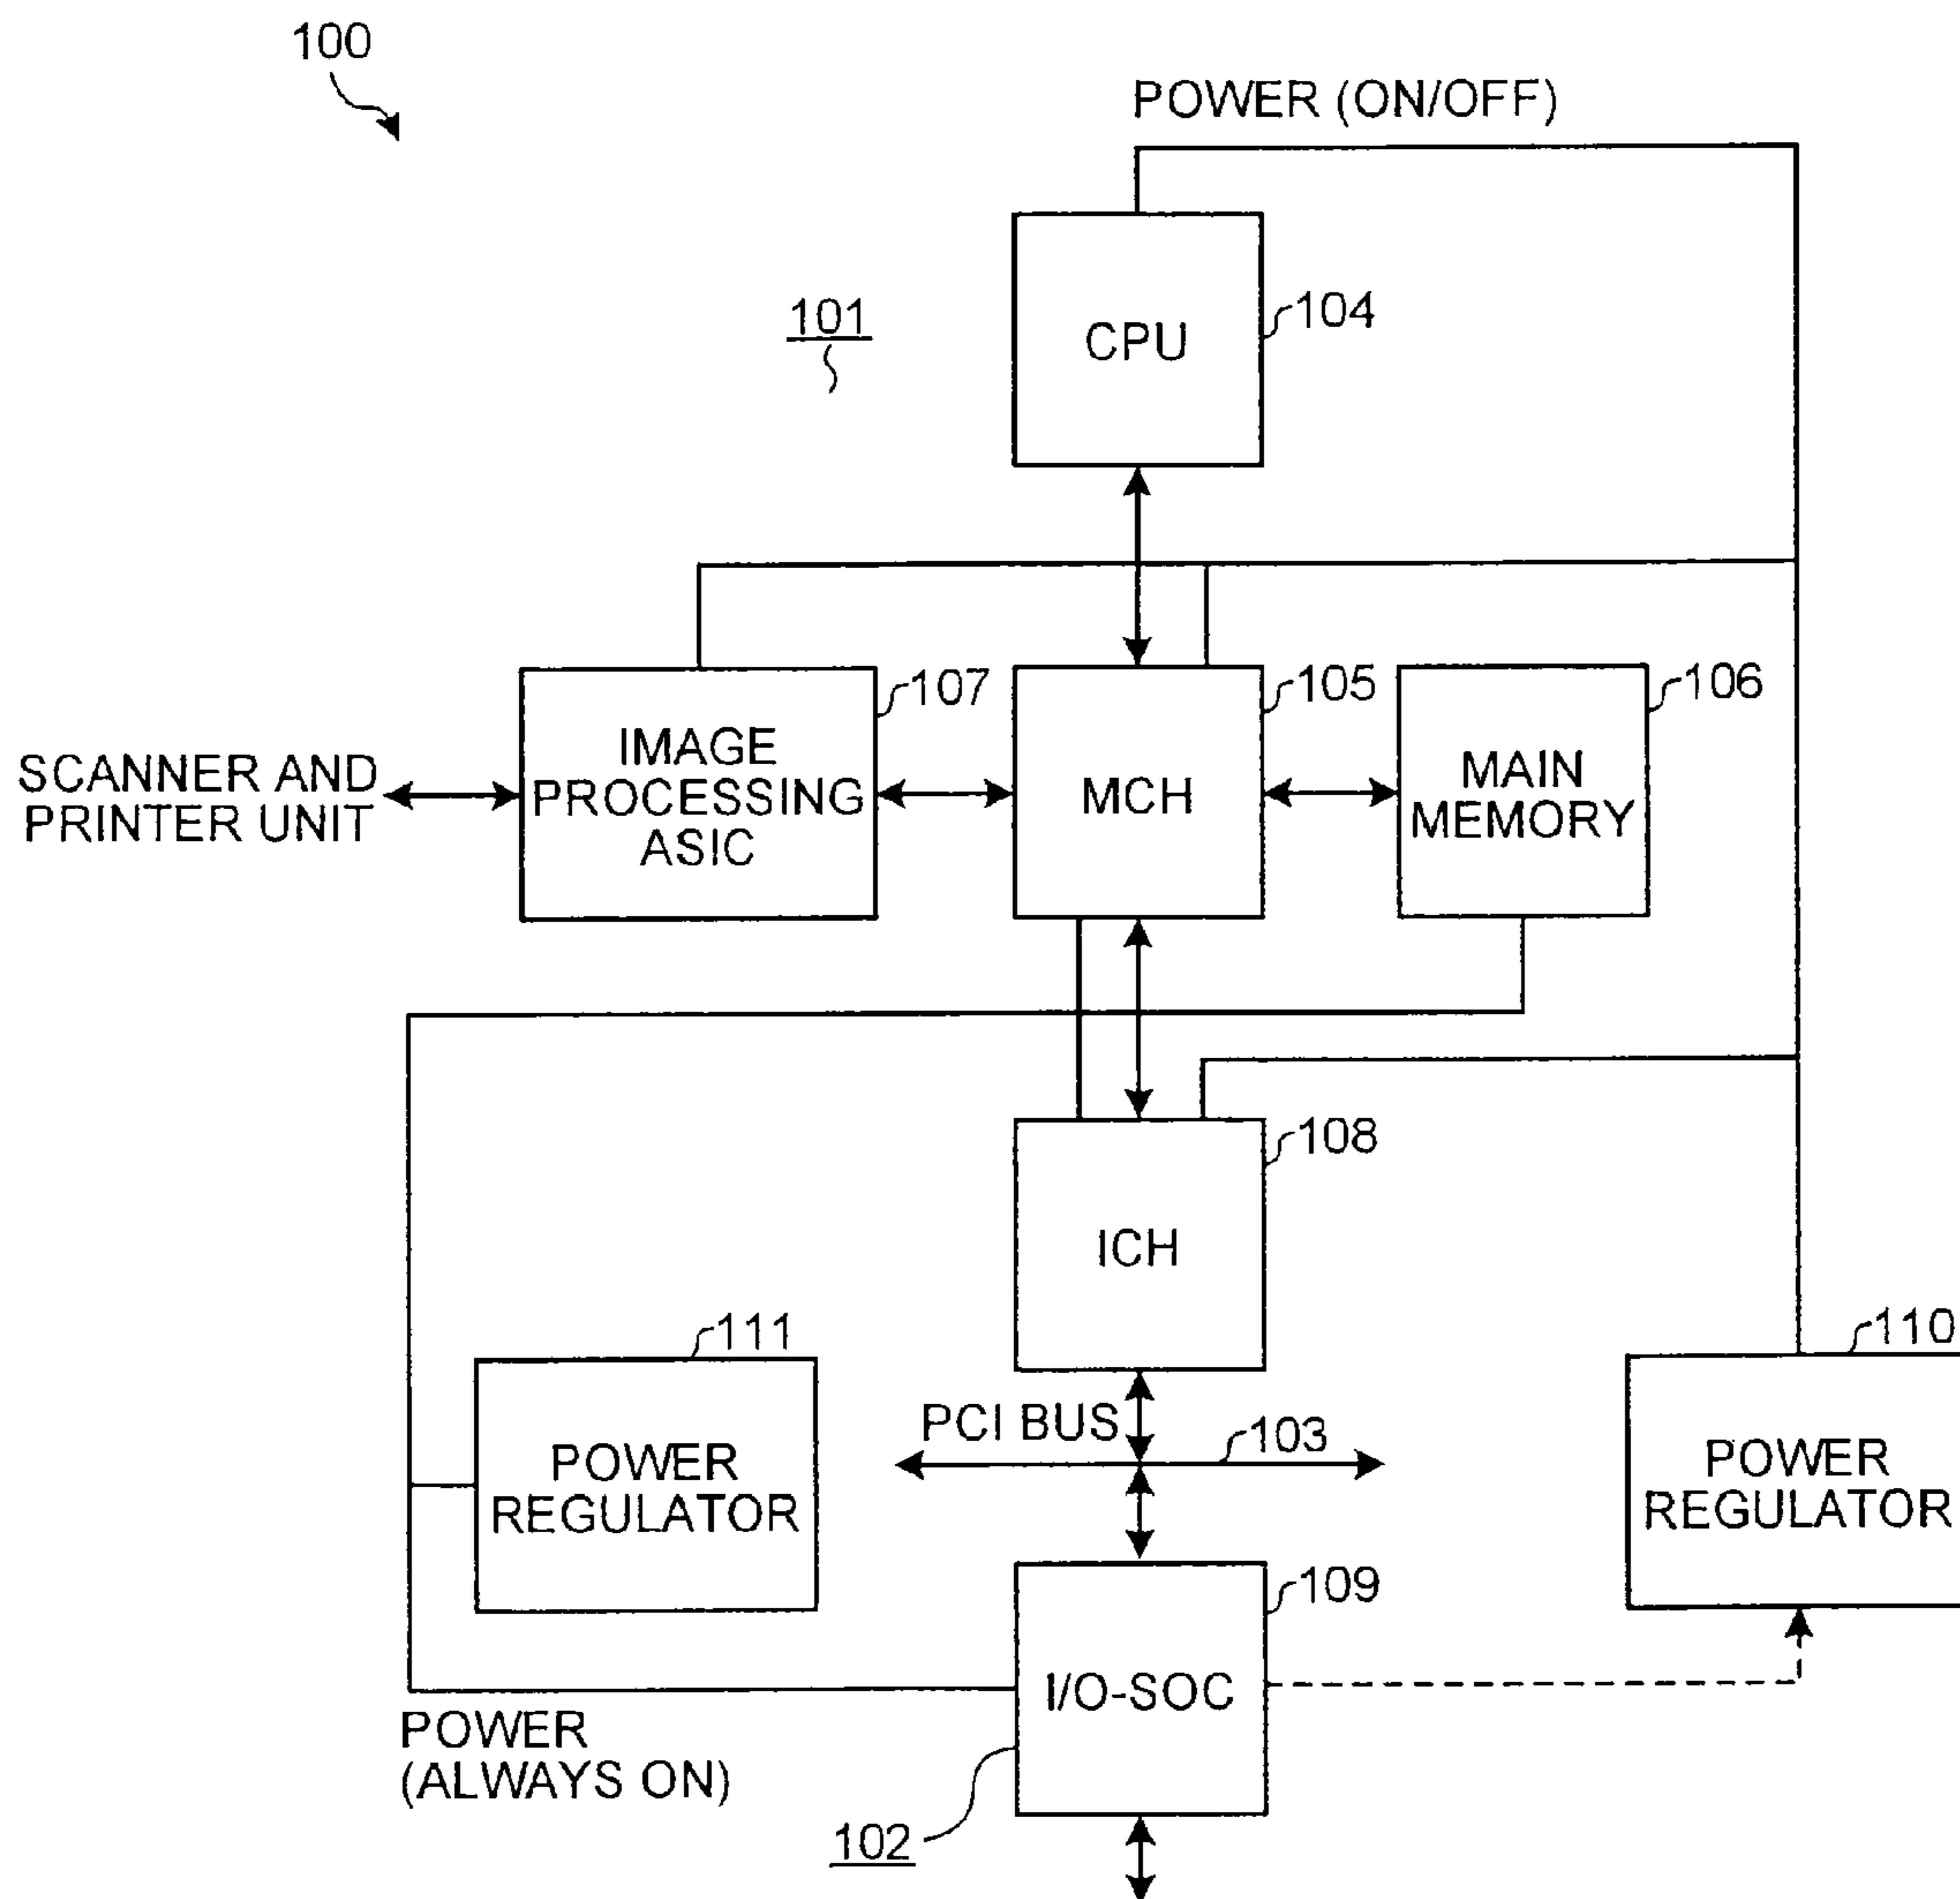 100
POWER (ON/OFF)
101
CPU
104
107
105
106
SCANNER AND
PRINTER UNIT
IMAGE
PROCESSING
ASIC
MCH
MAIN
MEMORY
108
ICH
111
110
PCI BUS
103
POWER
REGULATOR
POWER
REGULATOR
109
I/O-SOC
POWER
(ALWAYS ON)
102